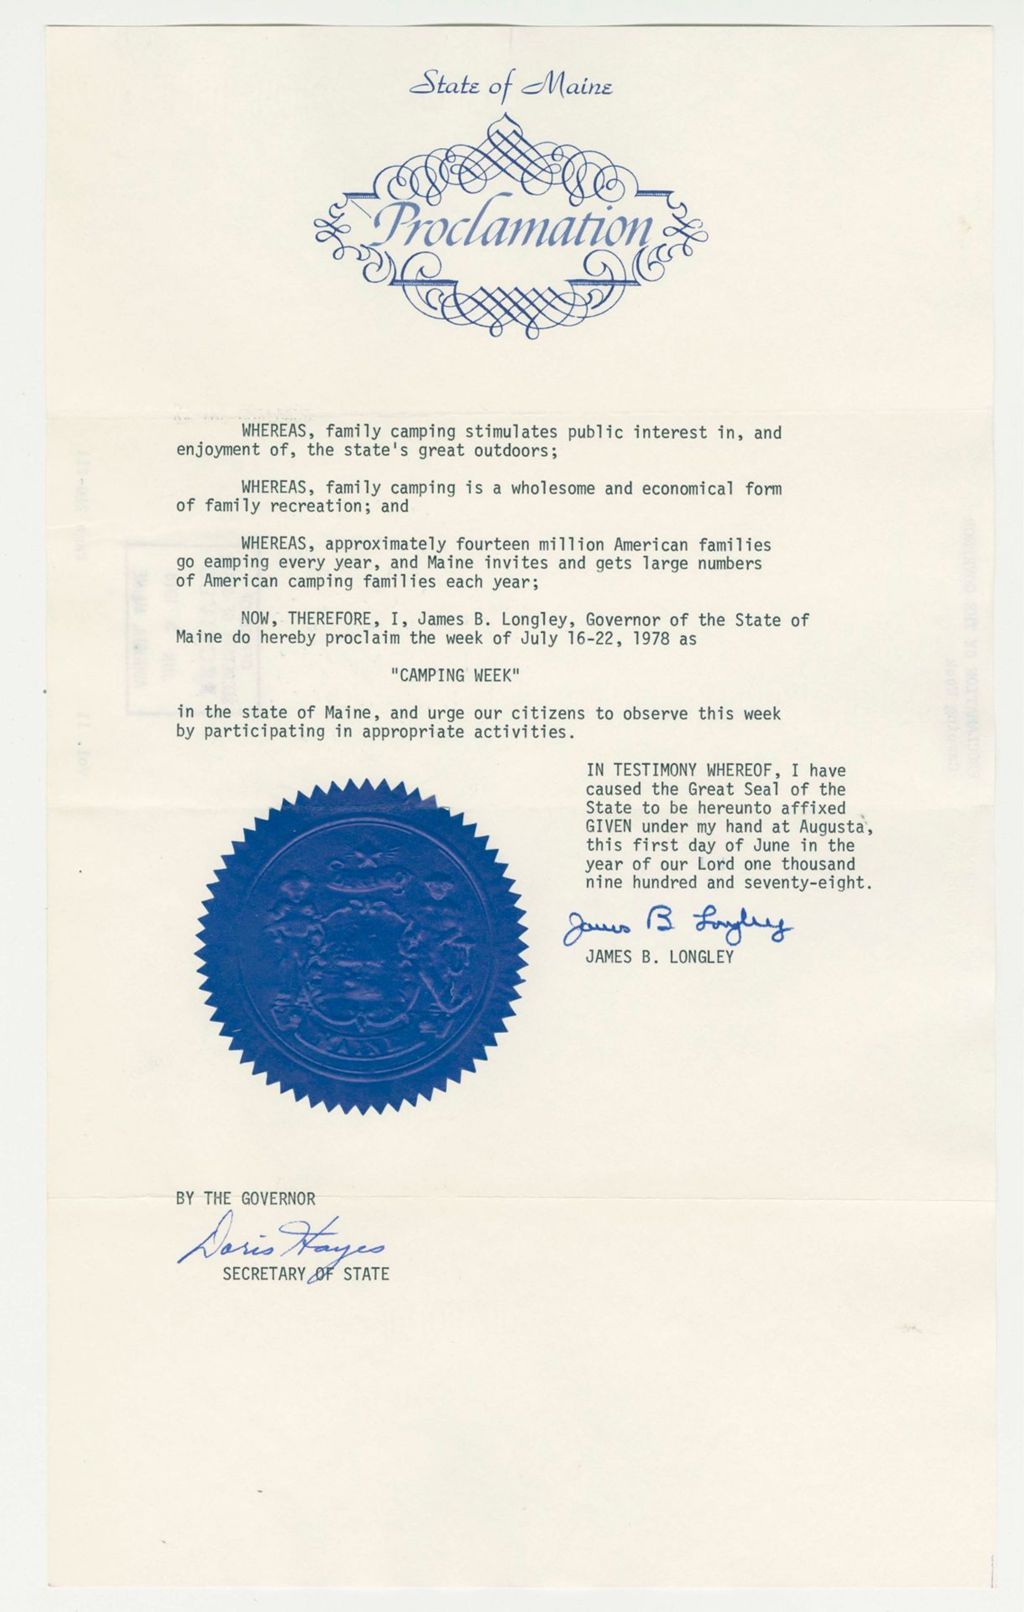 State of Maine
Proclamation
WHEREAS, family camping stimulates public interest in, and
enjoyment of, the state's great outdoors;
WHEREAS, family camping is a wholesome and economical form
of family recreation; and
WHEREAS, approximately fourteen million American families
go eamping every year, and Maine invites and gets large numbers
of American camping families each year;
NOW, THEREFORE, I, James B. Longley, Governor of the State of
Maine do hereby proclaim the week of July 16-22, 1978 as
"CAMPING WEEK"
in the state of Maine, and urge our citizens to observe this week
by participating in appropriate activities.
IN TESTIMONY WHEREOF, I have
caused the Great Seal of the
State to be hereunto affixed
GIVEN under my hand at Augusta,
this first day of June in the
year of our Lord one thousand
nine hundred and seventy-eight.
James B Longley
JAMES B. LONGLEY
MAINE
BY THE GOVERNOR
Doris Hayes
SECRETARY OF STATE